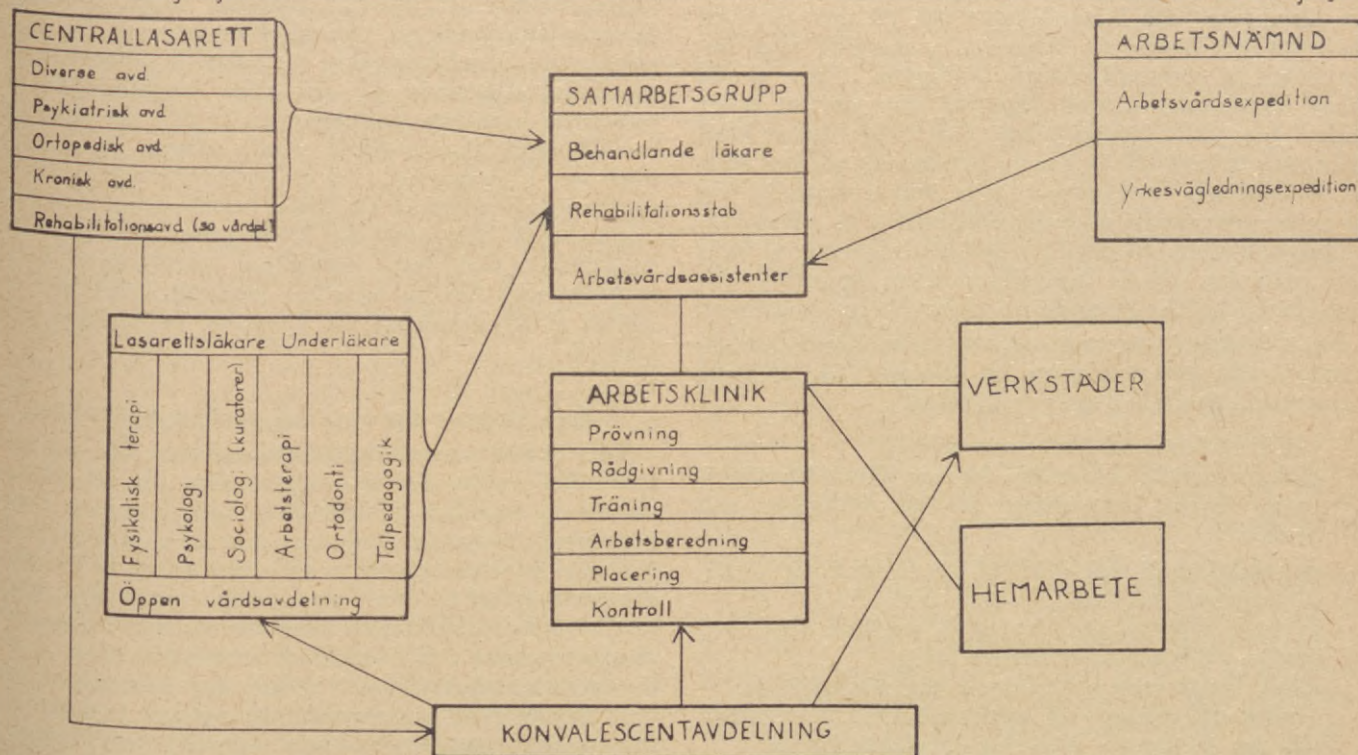 CENTRALLASARETT
Diverse avd
Psykiatrisk avd
Ortopedisk avd
Kronisk avd.
Rehabilitationsavd (30 vårdpl)
SAMARBETSGRUPP
Behandlande läkare
Rehabilitationsstab
Arbetsvårdsassistenter
ARBETSNÄMND
Arbetsvårdsexpedition
Yrkesvägledningsexpedition
Lasarettsläkare Underläkare
Fysikalisk terapi
Psykologi
Sociologi (kuratorer)
Arbetsterapi
Ortodonti
Talpedagogik
Öppen vårdsavdelning
ARBETSKLINIK
Prövning
Rådgivning
Träning
Arbetsberedning
Placering
Kontroll
VERKSTÄDER
HEMARBETE
KONVALESCENTAVDELNING